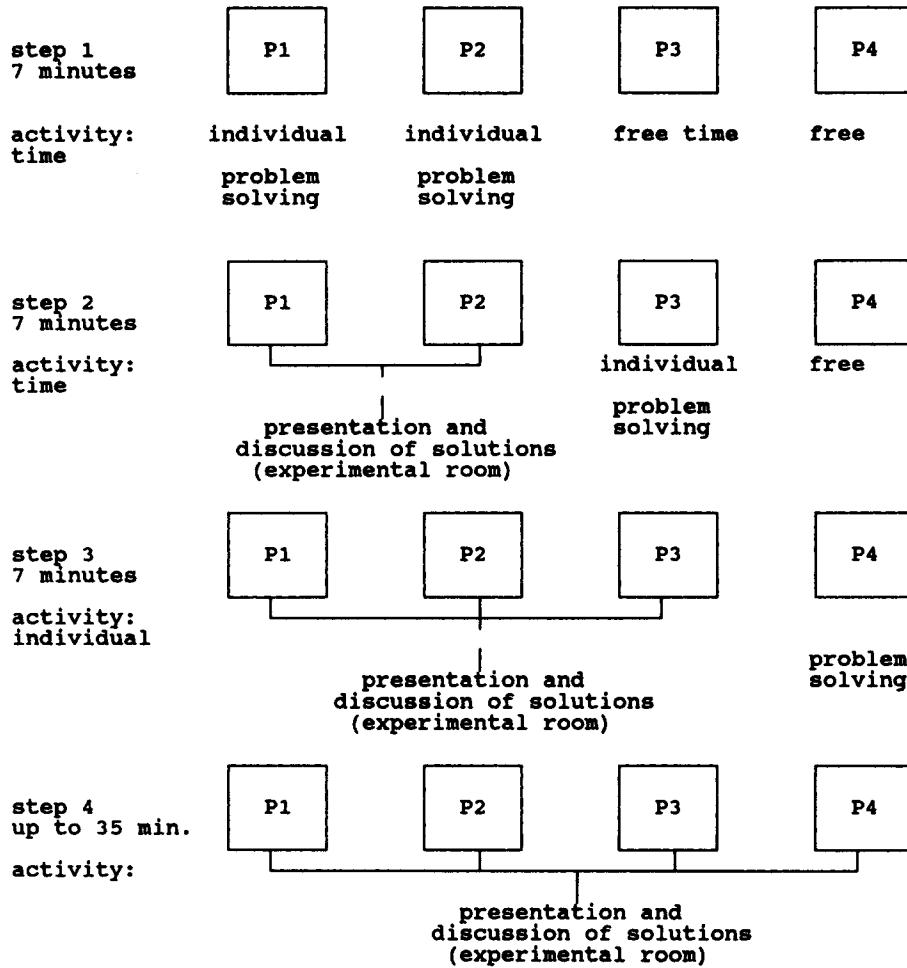 step 1
7 minutes
P1 P2 P3 P4
activity: individual individual free time free
time
problem problem
solving solving
P1 P2 P3 P4
step 2
7 minutes
activity: individual free
time
problem
solving
presentation and
discussion of solutions
(experimental room)
P1 P2 P3 P4
step 3
7 minutes
activity:
individual
problem
solving
presentation and
discussion of solutions
(experimental room)
P1 P2 P3 P4
step 4
up to 35 min.
activity:
presentation and
discussion of solutions
(experimental room)